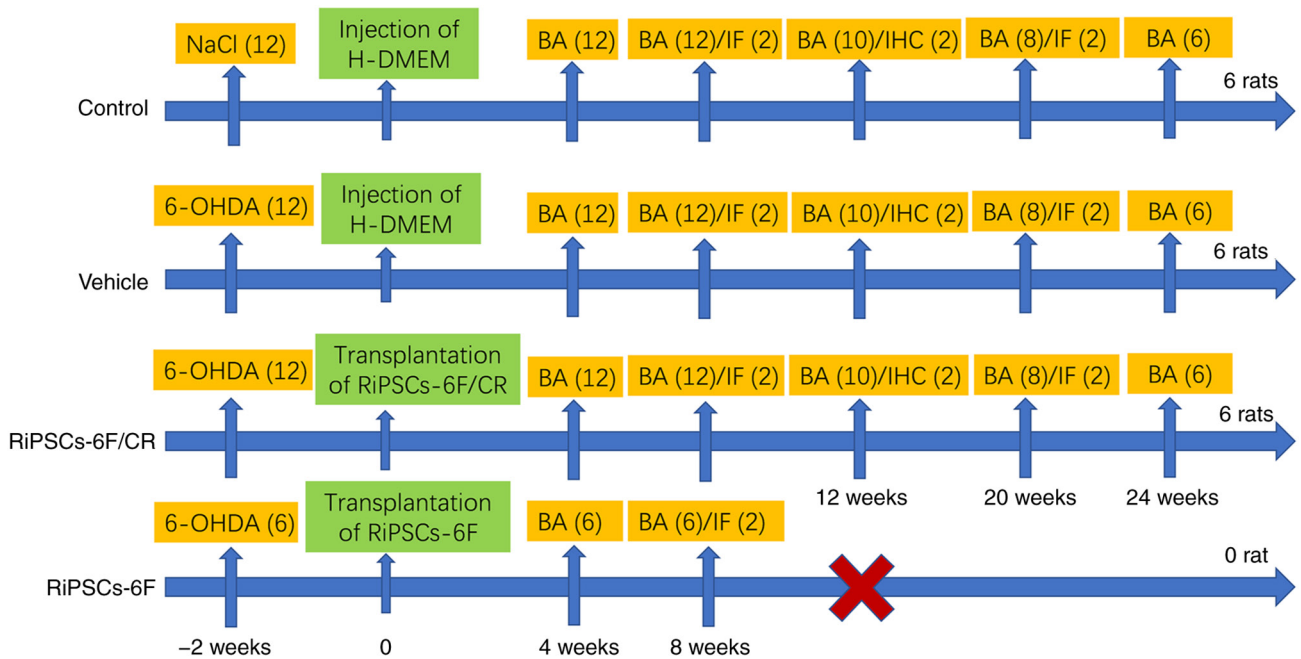 NaCl (12)
Injection of
H-DMEM
BA (12)
BA (12)/IF (2)
BA (10)/IHC (2)
BA (8)/IF (2)
BA (6)
Control
6 rats
6-OHDA (12)
Injection of
H-DMEM
BA (12)
BA (12)/IF (2)
BA (10)/IHC (2)
BA (8)/IF (2)
BA (6)
Vehicle
6 rats
6-OHDA (12)
Transplantation
of RiPSCs-6F/CR
BA (12)
BA (12)/IF (2)
BA (10)/IHC (2)
BA (8)/IF (2)
BA (6)
RiPSCs-6F/CR
6 rats
12 weeks
20 weeks
24 weeks
6-OHDA (6)
Transplantation
of RiPSCs-6F
BA (6)
BA (6)/IF (2)
RiPSCs-6F
0 rat
−2 weeks
0
4 weeks
8 weeks